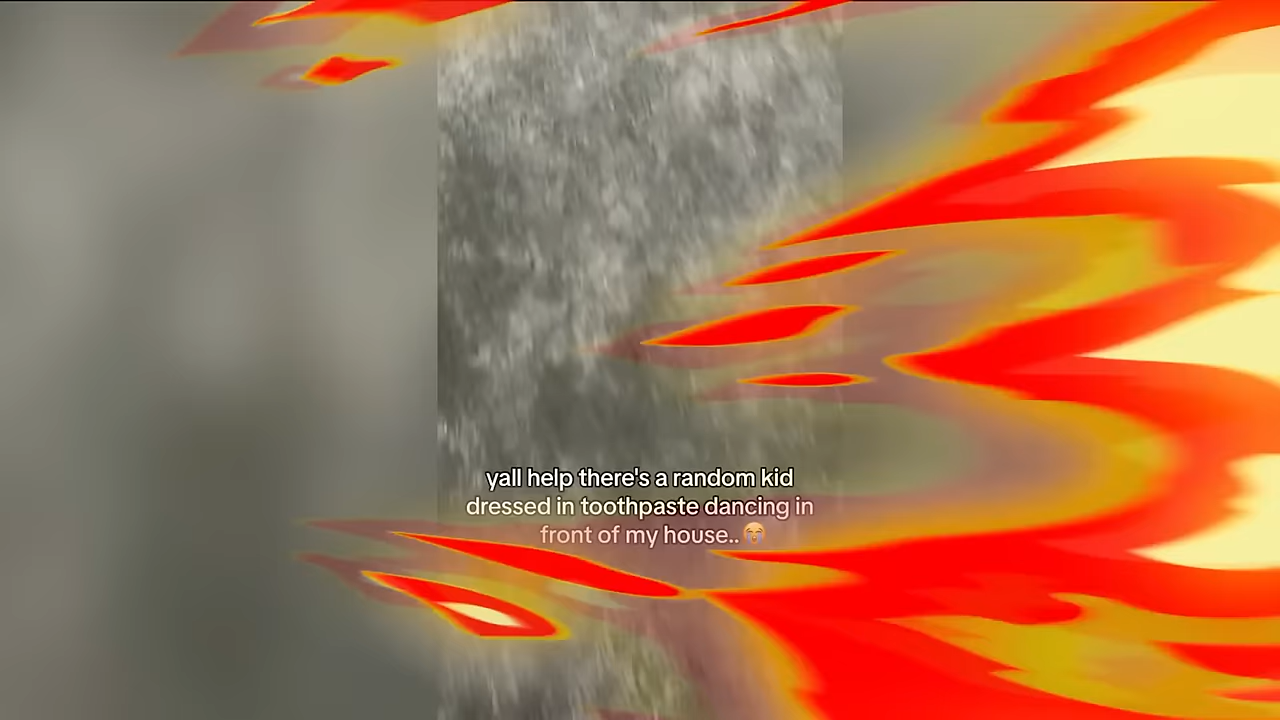 yall help there's a random kid
dressed in toothpaste dancing in
front of my house..😭